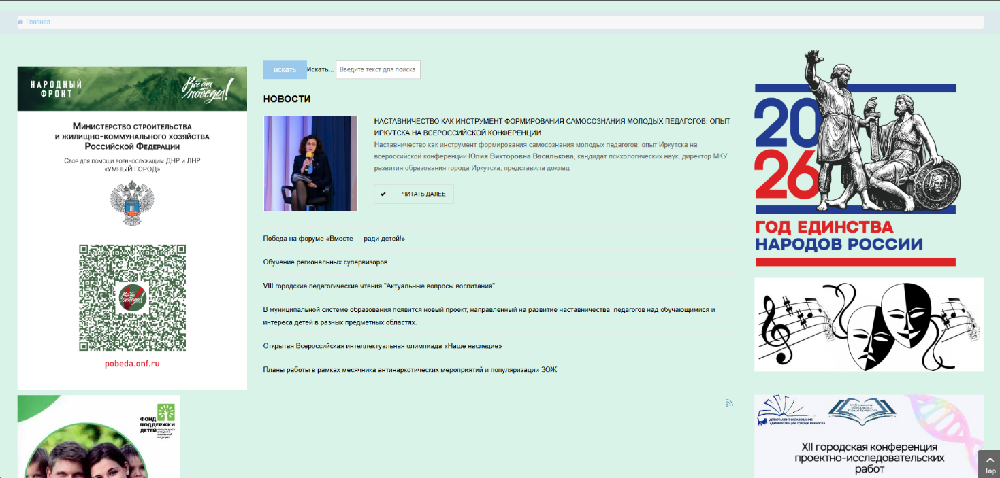 Главная
НАРОДНЫЙ
ФРОНТ
Всё для
победы!
Министерство строительства
и жилищно-коммунального хозяйства
Российской Федерации
Сбор для помощи военнослужащим ДНР и ЛНР
«УМНЫЙ ГОРОД»
Всё для
победы!
pobeda.onf.ru
ФОНД
ПОДДЕРЖКИ
ДЕТЕЙ
искать
Искать...
Введите текст для поиска
НОВОСТИ
НАСТАВНИЧЕСТВО КАК ИНСТРУМЕНТ ФОРМИРОВАНИЯ САМОСОЗНАНИЯ МОЛОДЫХ ПЕДАГОГОВ: ОПЫТ
ИРКУТСКА НА ВСЕРОССИЙСКОЙ КОНФЕРЕНЦИИ
Наставничество как инструмент формирования самосознания молодых педагогов: опыт Иркутска на
всероссийской конференции Юлия Викторовна Василькова, кандидат психологических наук, директор МКУ
развития образования города Иркутска, представила доклад
ЧИТАТЬ ДАЛЕЕ
Победа на форуме «Вместе — ради детей!»
Обучение региональных супервизоров
VIII городские педагогические чтения "Актуальные вопросы воспитания"
В муниципальной системе образования появится новый проект, направленный на развитие наставничества педагогов над обучающимися и
интереса детей в разных предметных областях.
Открытая Всероссийская интеллектуальная олимпиада «Наше наследие»
Планы работы в рамках месячника антинаркотических мероприятий и популяризации ЗОЖ
20
26
ГОД ЕДИНСТВА
НАРОДОВ РОССИИ
ДЕПАРТАМЕНТ ОБРАЗОВАНИЯ
АДМИНИСТРАЦИИ ГОРОДА ИРКУТСКА
XII городская конференция
проектно-исследовательских
работ
Top